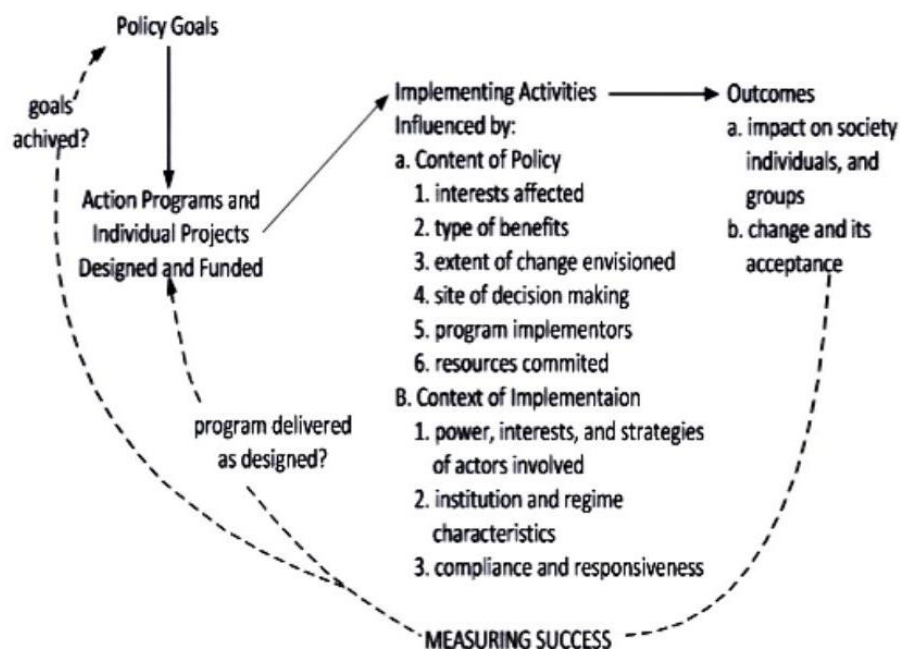 Policy Goals
goals
achived?
Action Programs and
Individual Projects
Designed and Funded
program delivered
as designed?
Implementing Activities
Influenced by:
a. Content of Policy
1. interests affected
2. type of benefits
3. extent of change envisioned
4. site of decision making
5. program implementors
6. resources commited
B. Context of Implementaion
1. power, interests, and strategies
of actors involved
2. institution and regime
characteristics
3. compliance and responsiveness
Outcomes
a. impact on society
individuals, and
groups
b. change and its
acceptance
MEASURING SUCCESS